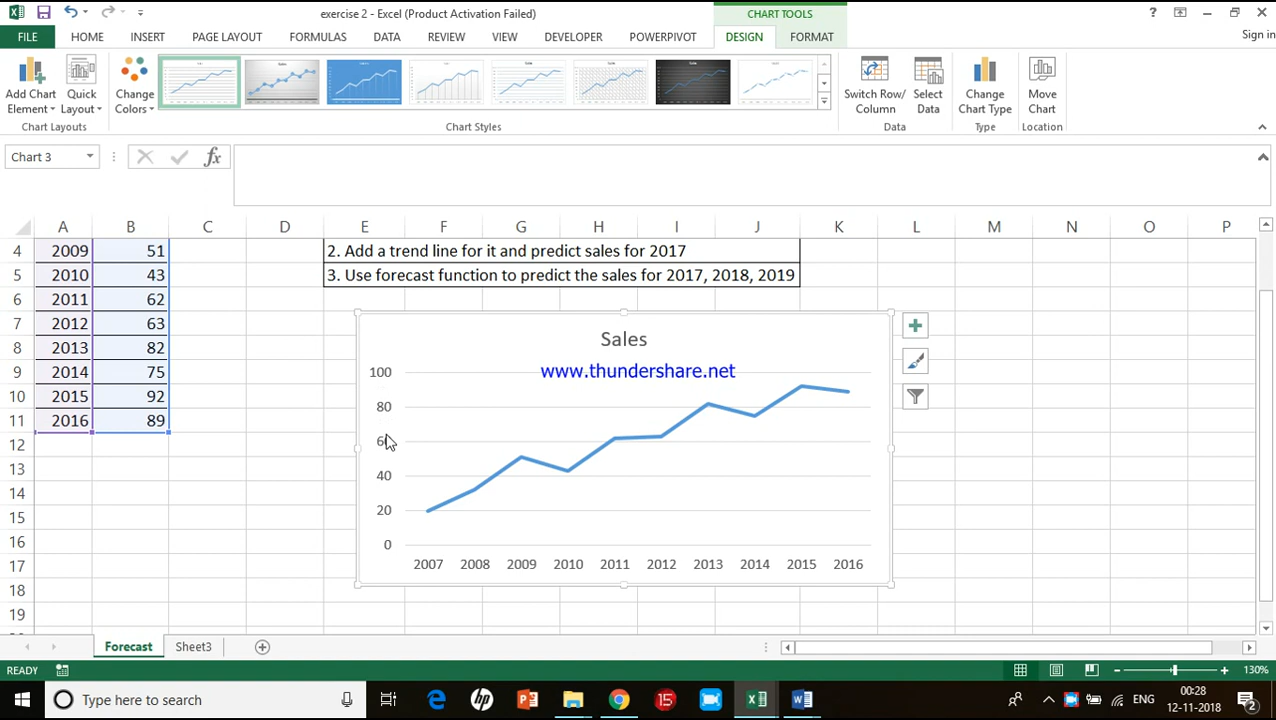 exercise 2 - Excel (Product Activation Failed)
CHART TOOLS
?
FILE HOME INSERT PAGE LAYOUT FORMULAS DATA REVIEW VIEW DEVELOPER POWERPIVOT DESIGN FORMAT
Sign in
Add Chart Element
Quick Layout
Change Colors
Switch Row/ Column
Select Data
Change Chart Type
Move Chart
Chart Layouts
Chart Styles
Data
Type
Location
Chart 3
fx
A B C D E F G H I J K L M N O P
4 2009 51 2. Add a trend line for it and predict sales for 2017
5 2010 43 3. Use forecast function to predict the sales for 2017, 2018, 2019
6 2011 62
7 2012 63
8 2013 82
9 2014 75
10 2015 92
11 2016 89
12
13
14
15
16
17
18
19
Sales
www.thundershare.net
100
80
60
40
20
0
2007 2008 2009 2010 2011 2012 2013 2014 2015 2016
Forecast Sheet3
READY
130%
Type here to search
hp
15
ENG
00:28
12-11-2018
2